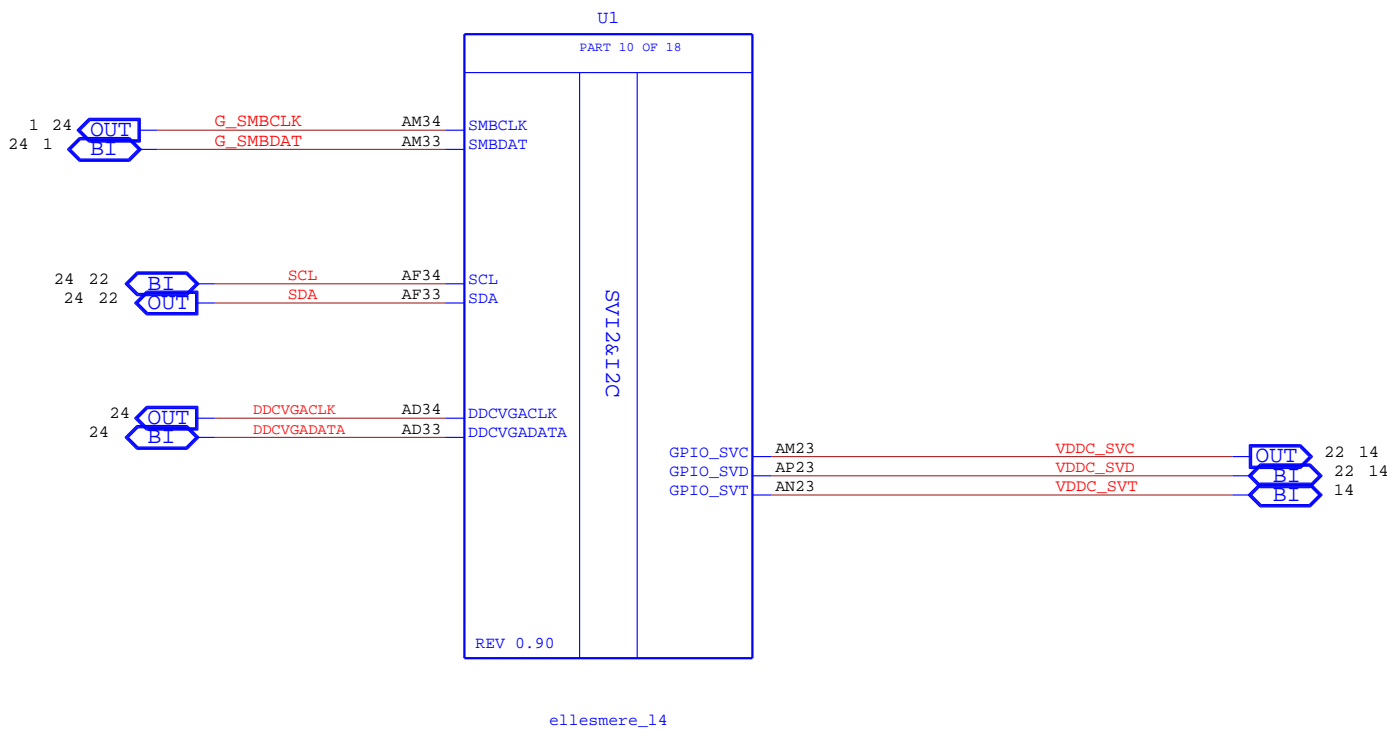 U1
PART 10 OF 18
1 24 OUT G_SMBCLK AM34 SMBCLK
24 1 BI G_SMBDAT AM33 SMBDAT
24 22 BI SCL AF34 SCL
24 22 OUT SDA AF33 SDA
SVI2&I2C
24 OUT DDCVGACLK AD34 DDCVGACLK
24 BI DDCVGADATA AD33 DDCVGADATA
GPIO_SVC AM23 VDDC_SVC OUT 22 14
GPIO_SVD AP23 VDDC_SVD BI 22 14
GPIO_SVT AN23 VDDC_SVT BI 14
REV 0.90
ellesmere_l4